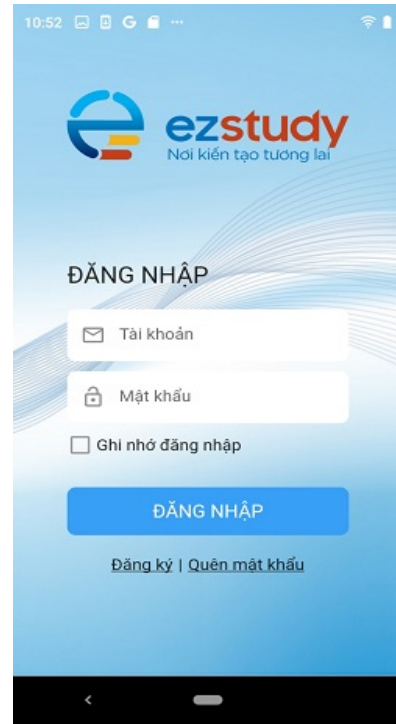 10:52
ezstudy
Nơi kiến tạo tương lai
ĐĂNG NHẬP
Tài khoản
Mật khẩu
Ghi nhớ đăng nhập
ĐĂNG NHẬP
Đăng ký | Quên mật khẩu